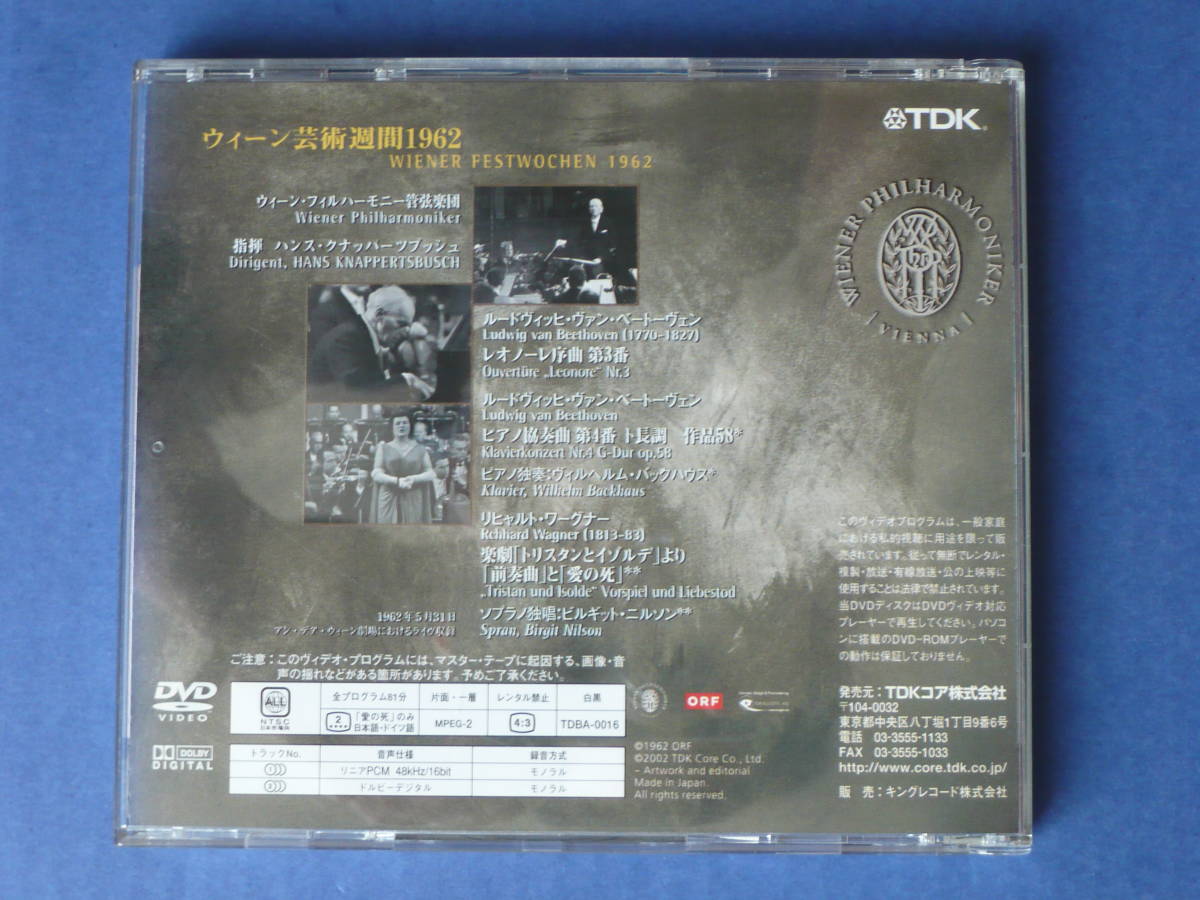 TDK
ウィーン芸術週間1962
WIENER FESTWOCHEN 1962
ウィーン・フィルハーモニー管弦楽団
Wiener Philharmoniker
指揮 ハンス・クナッパーツブッシュ
Dirigent, HANS KNAPPERTSBUSCH
WIENER PHILHARMONIKER
VIENNA
ルードヴィッヒ・ヴァン・ベートーヴェン
Ludwig van Beethoven (1770-1827)
レオノーレ序曲 第3番
Ouvertüre „Leonore" Nr.3
ルードヴィッヒ・ヴァン・ベートーヴェン
Ludwig van Beethoven
ピアノ協奏曲 第4番 ト長調 作品58*
Klavierkonzert Nr.4 G-Dur op.58
ピアノ独奏:ヴィルヘルム・バックハウス*
Klavier, Wilhelm Backhaus
リヒャルト・ワーグナー
Rchhard Wagner (1813-83)
楽劇「トリスタンとイゾルデ」より
「前奏曲」と「愛の死」**
„Tristan und Isolde" Vorspiel und Liebestod
ソプラノ独唱:ビルギット・ニルソン**
Spran, Birgit Nilson
1962年5月31日
アン・デア・ウィーン劇場におけるライヴ収録
このヴィデオプログラムは、一般家庭
における私的視聴に用途を限って販
売されています。従って無断でレンタル・
複製・放送・有線放送・公の上映等に
使用することは法律で禁止されています。
当DVDディスクはDVDヴィデオ対応
プレーヤーで再生してください。パソコ
ンに搭載のDVD-ROMプレーヤーで
の動作は保証しておりません。
ご注意:このヴィデオ・プログラムには、マスター・テープに起因する、画像・音
声の揺れなどがある箇所があります。予めご了承ください。
DVD
VIDEO
ALL
NTSC
日本市場向
全プログラム81分
片面・一層
レンタル禁止
白黒
2
「愛の死」のみ
日本語・ドイツ語
MPEG-2
4:3
TDBA-0016
DOLBY
DIGITAL
トラックNo.
音声仕様
録音方式
リニアPCM 48kHz/16bit
モノラル
ドルビーデジタル
モノラル
ORF
©1962 ORF
©2002 TDK Core Co., Ltd.
– Artwork and editorial
Made in Japan.
All rights reserved.
発売元:TDKコア株式会社
〒104-0032
東京都中央区八丁堀1丁目9番6号
電話 03-3555-1133
FAX 03-3555-1033
http://www.core.tdk.co.jp/
販 売:キングレコード株式会社